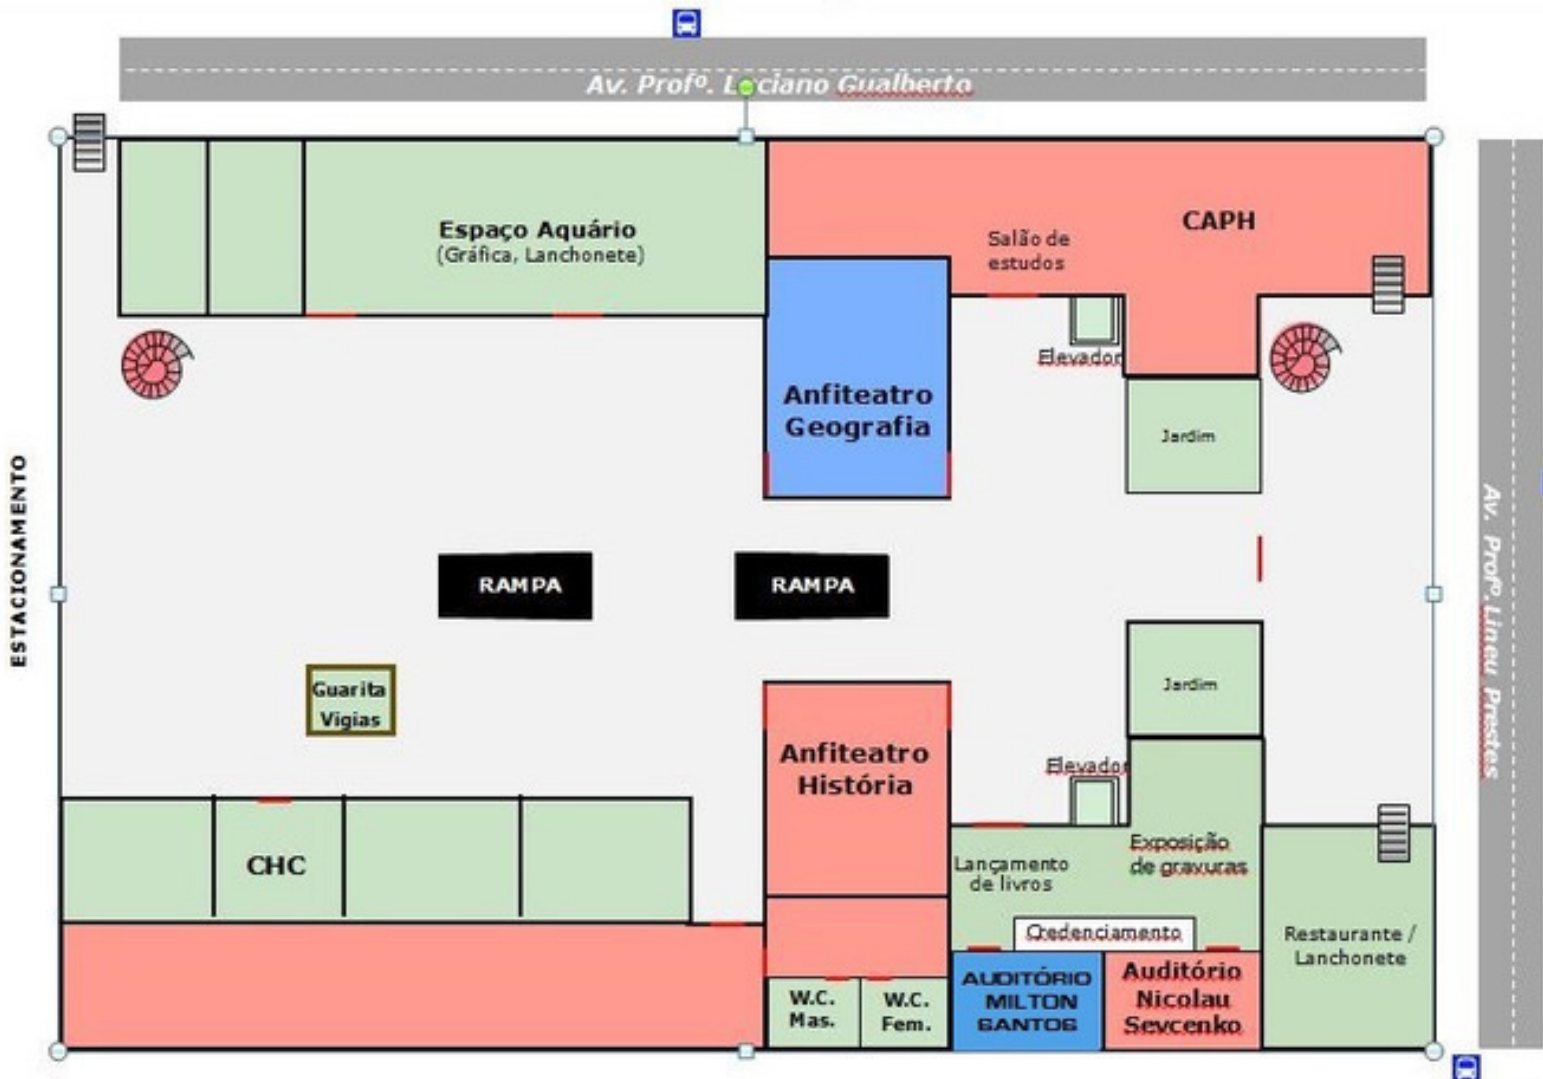 Av. Profº. Luciano Gualberto
Espaço Aquário
(Gráfica, Lanchonete)
CAPH
Salão de
estudos
Elevador
Anfiteatro
Geografia
Jardim
ESTACIONAMENTO
RAMPA
RAMPA
Av. Profº. Lineu Prestes
Guarita
Vigias
Jardim
Anfiteatro
História
Elevador
CHC
Lançamento
de livros
Exposição
de gravuras
Credenciamento
Restaurante /
Lanchonete
W.C.
Mas.
W.C.
Fem.
AUDITÓRIO
MILTON
SANTOS
Auditório
Nicolau
Sevcenko